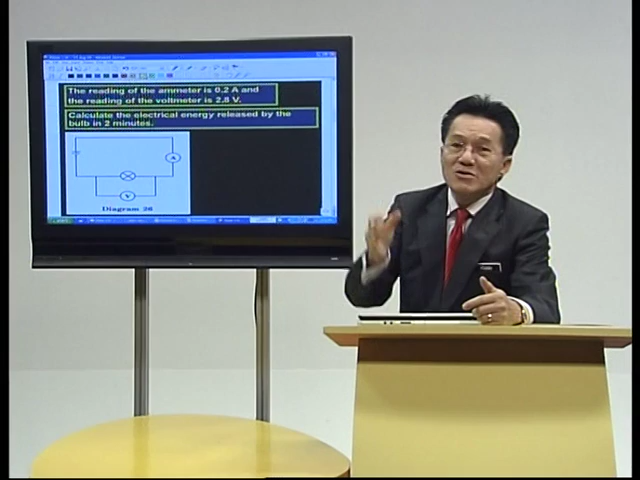 The reading of the ammeter is 0.2 A and
the reading of the voltmeter is 2.8 V.
Calculate the electrical energy released by the
bulb in 2 minutes.
A
V
Diagram 26